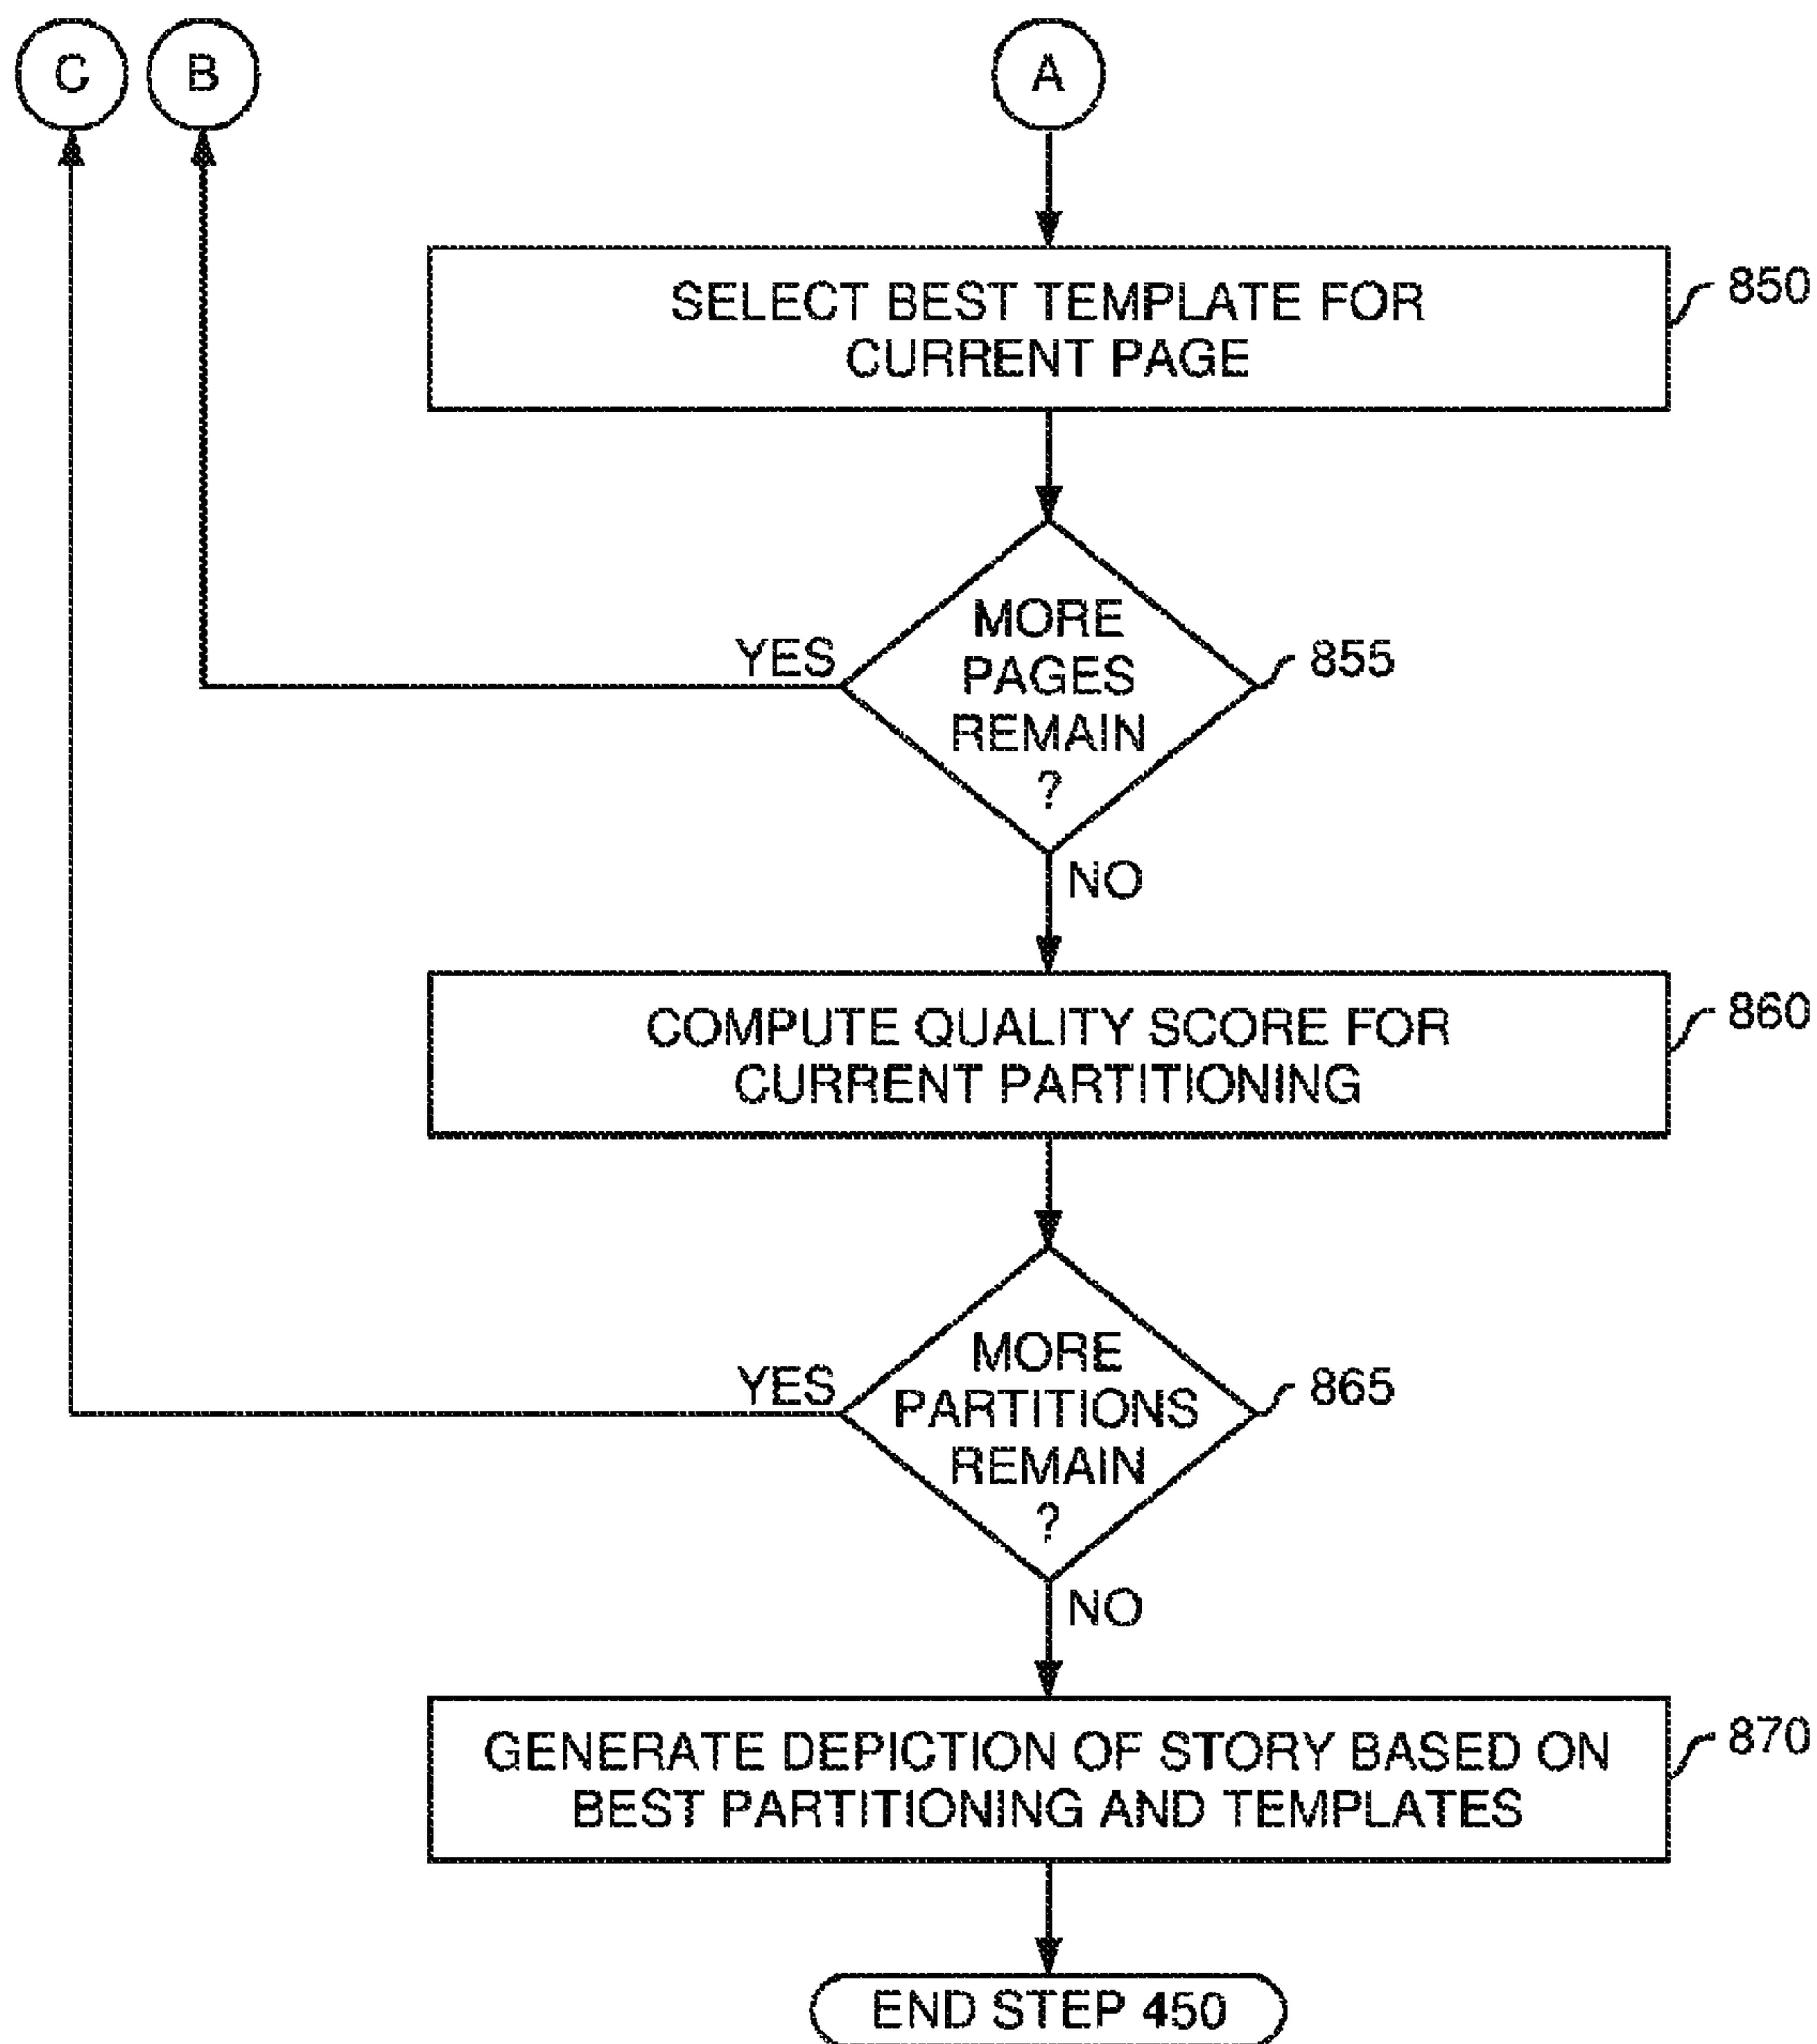 C
B
A
SELECT BEST TEMPLATE FOR
CURRENT PAGE
850
MORE
PAGES
REMAIN
?
855
YES
NO
COMPUTE QUALITY SCORE FOR
CURRENT PARTITIONING
860
MORE
PARTITIONS
REMAIN
?
865
YES
NO
GENERATE DEPICTION OF STORY BASED ON
BEST PARTITIONING AND TEMPLATES
870
END STEP 450